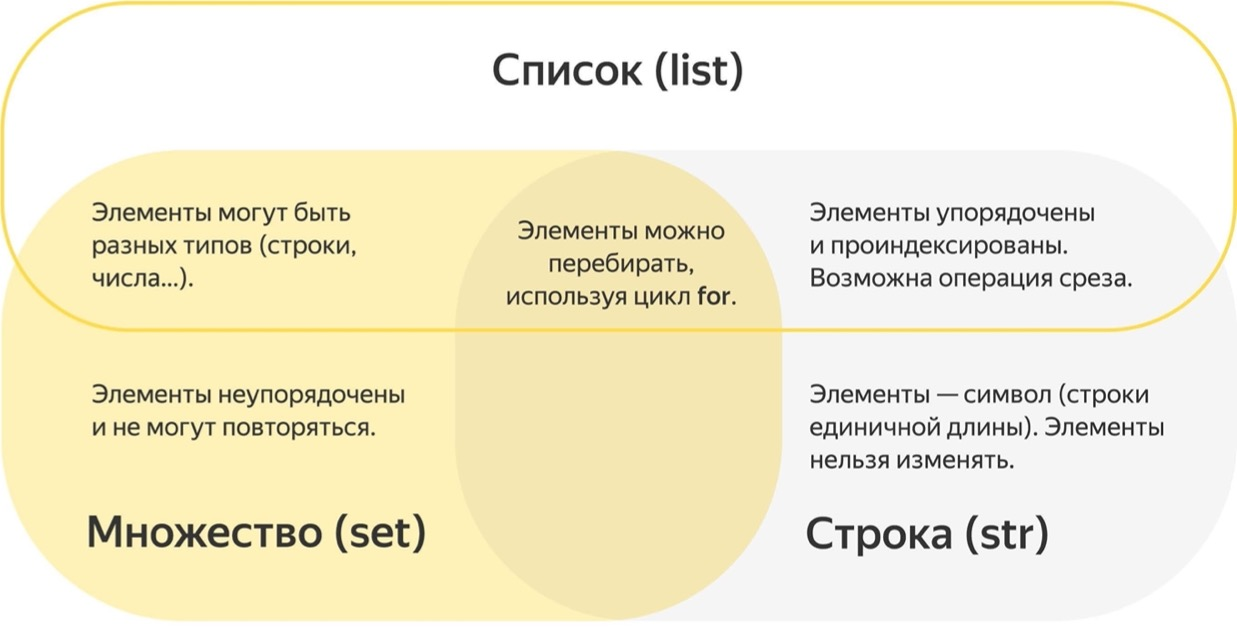 Список (list)
Элементы могут быть
разных типов (строки,
числа...).
Элементы можно
перебирать,
используя цикл for.
Элементы упорядочены
и проиндексированы.
Возможна операция среза.
Элементы неупорядочены
и не могут повторяться.
Элементы — символ (строки
единичной длины). Элементы
нельзя изменять.
Множество (set)
Строка (str)